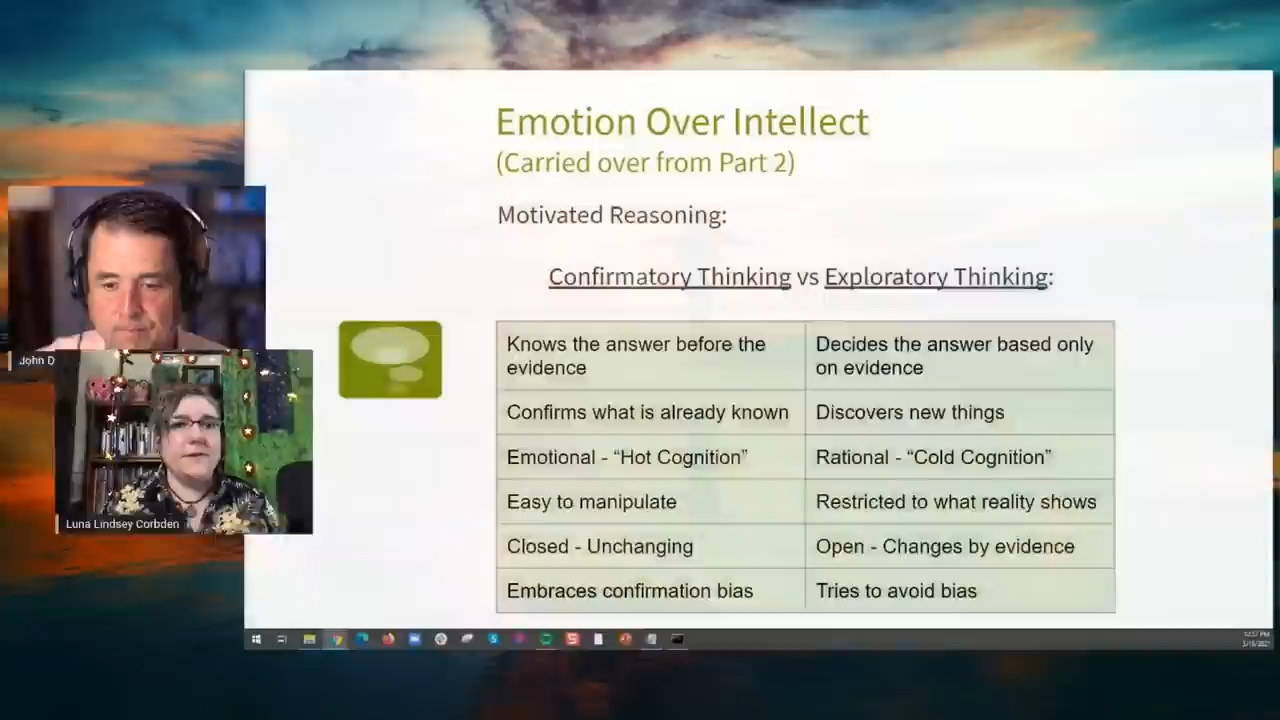 Emotion Over Intellect
(Carried over from Part 2)
Motivated Reasoning:
Confirmatory Thinking vs Exploratory Thinking:
Knows the answer before the
evidence
Decides the answer based only
on evidence
Confirms what is already known
Discovers new things
Emotional - “Hot Cognition”
Rational - “Cold Cognition”
Easy to manipulate
Restricted to what reality shows
Closed - Unchanging
Open - Changes by evidence
Embraces confirmation bias
Tries to avoid bias
John D
Luna Lindsey Corbden